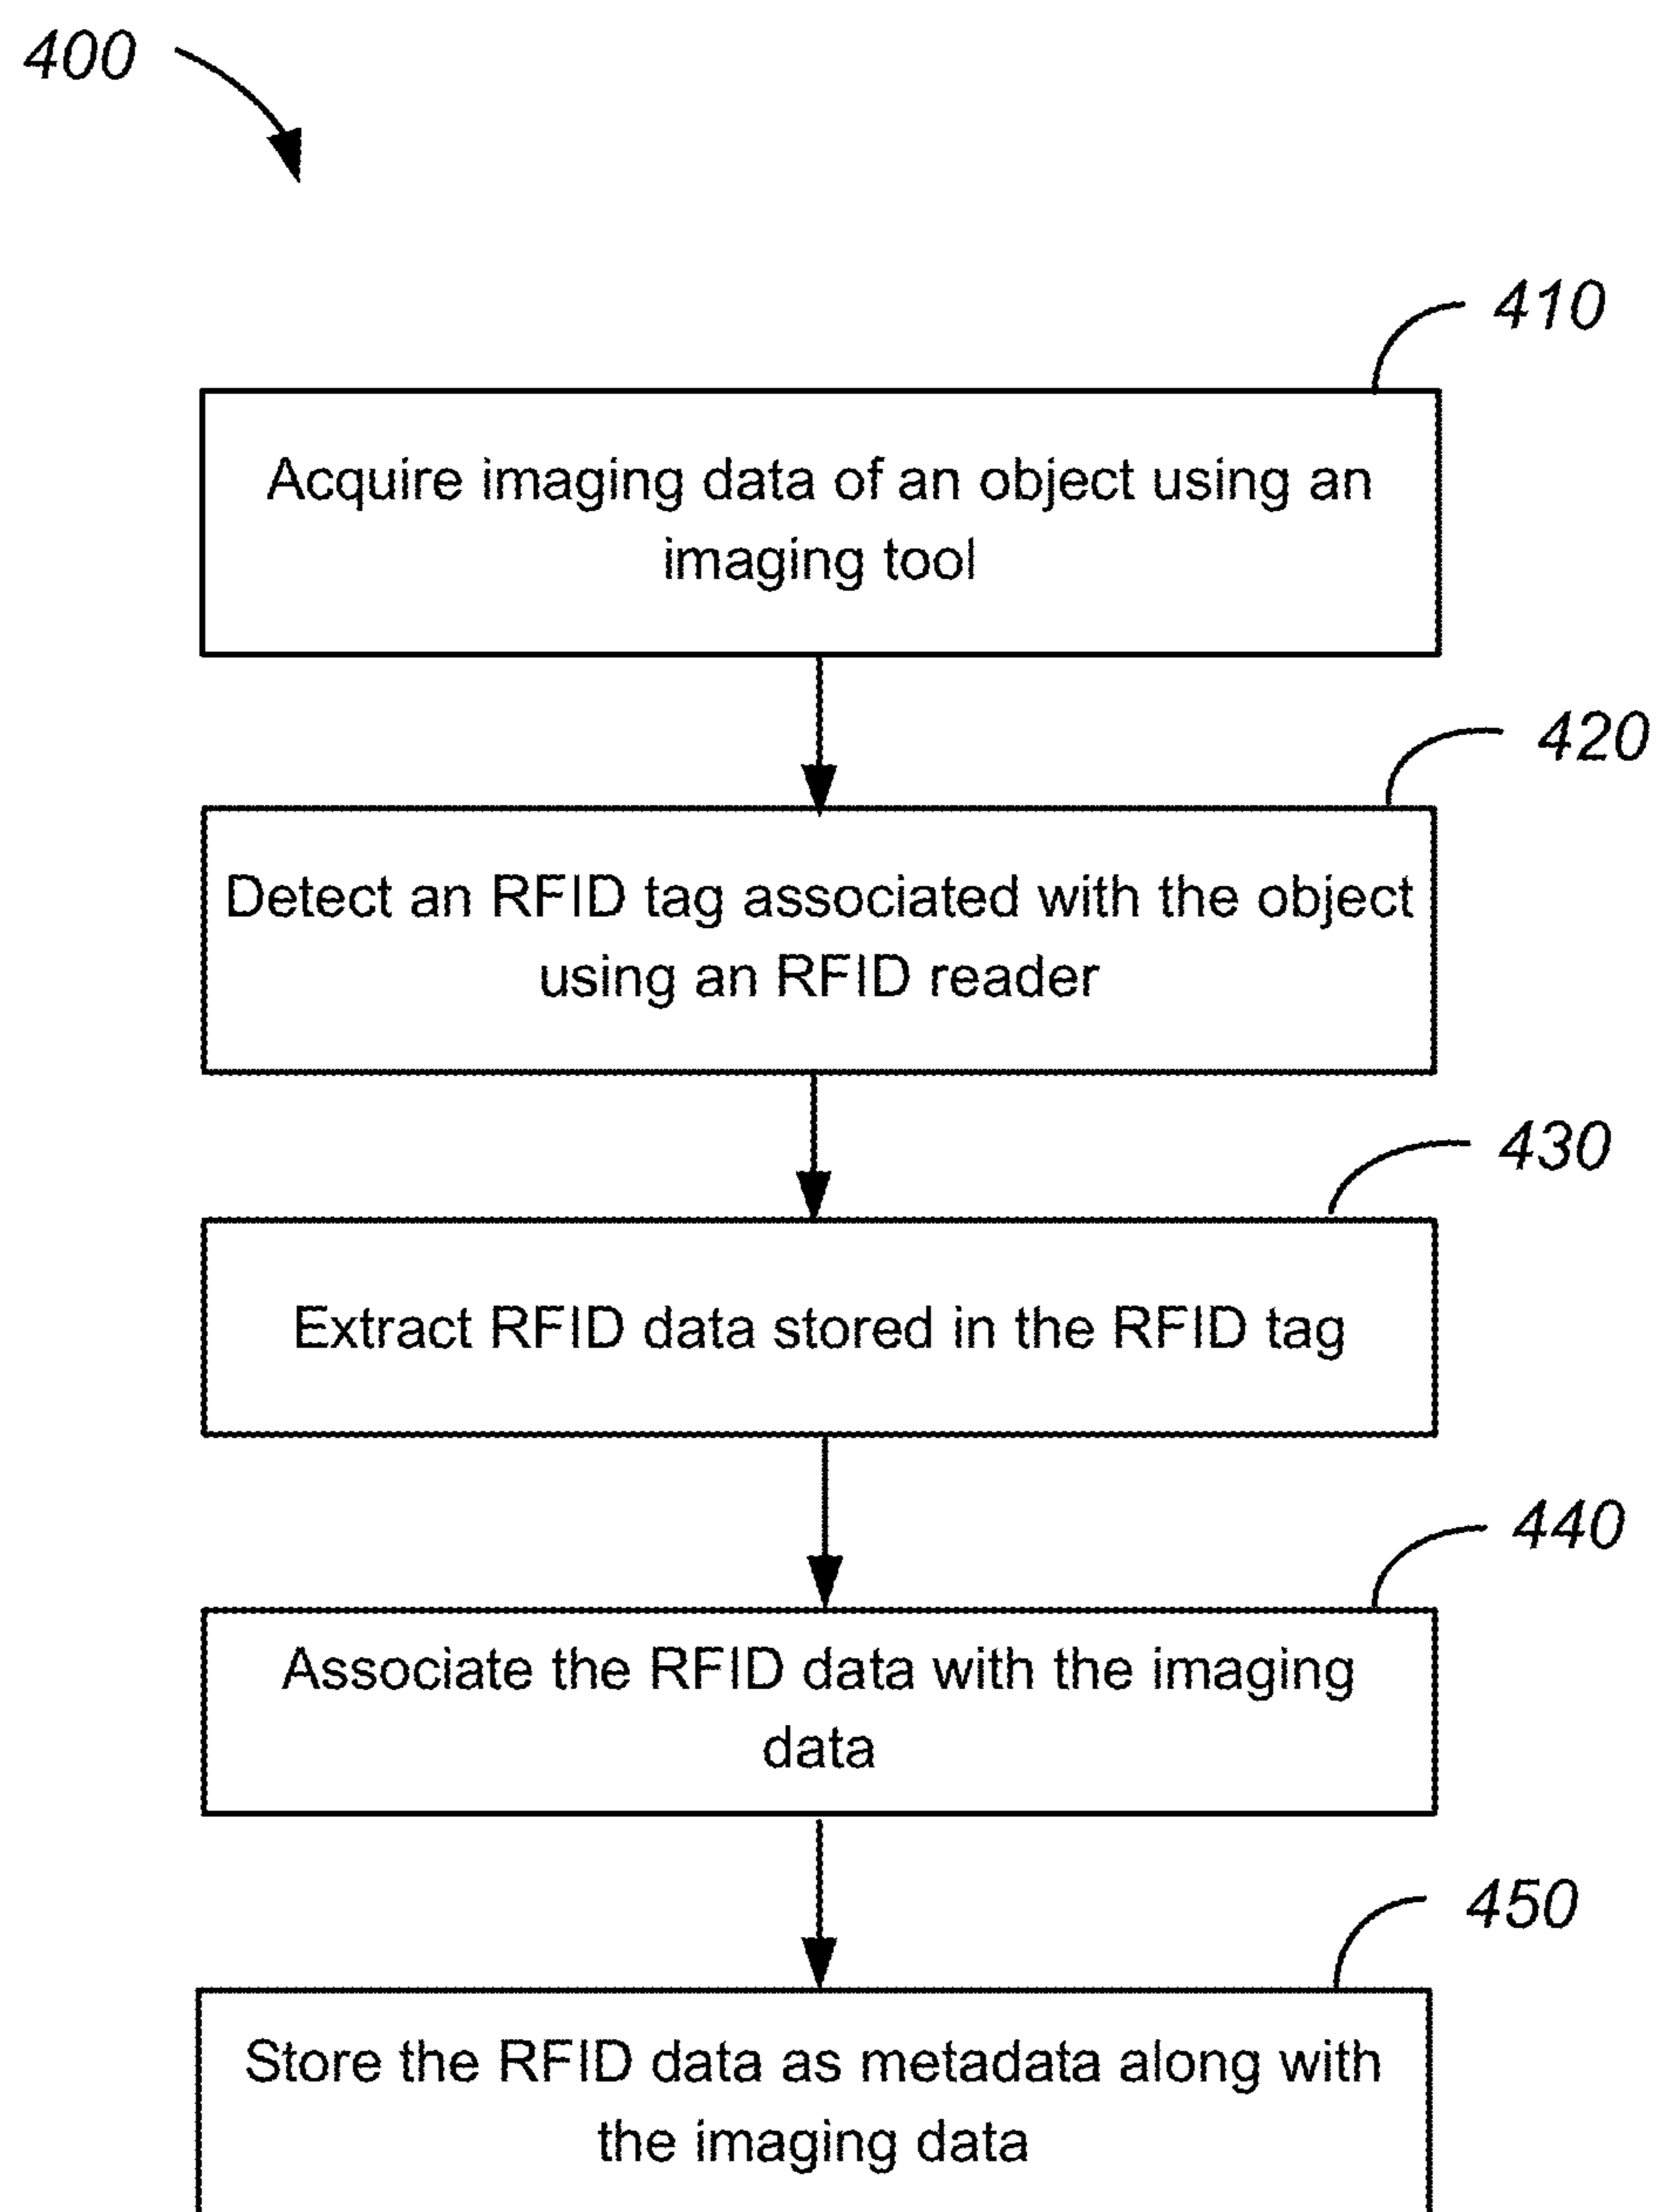 400
410
Acquire imaging data of an object using an
imaging tool
420
Detect an RFID tag associated with the object
using an RFID reader
430
Extract RFID data stored in the RFID tag
440
Associate the RFID data with the imaging
data
450
Store the RFID data as metadata along with
the imaging data